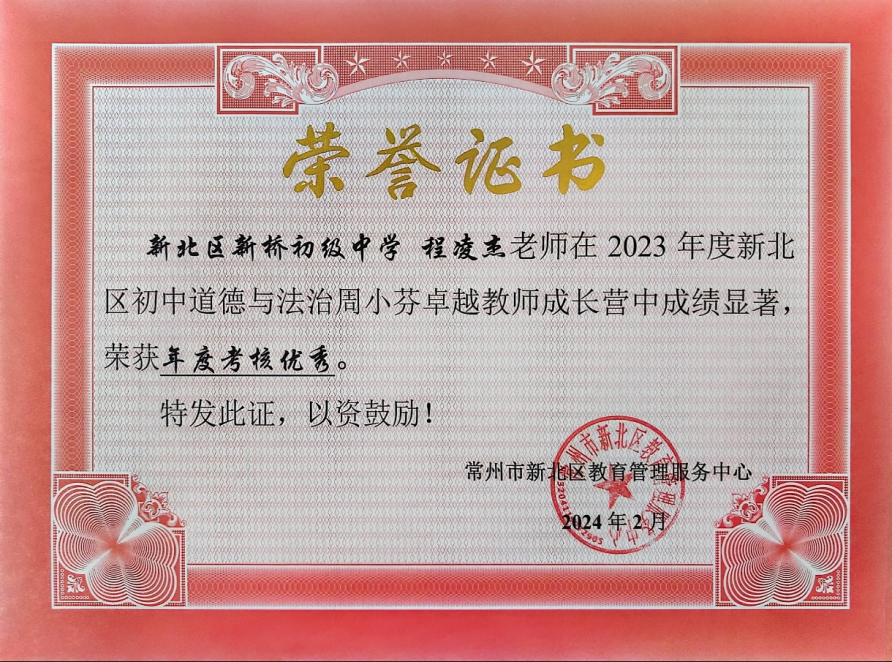 荣誉证书
新北区新桥初级中学 程凌杰老师在 2023 年度新北
区初中道德与法治周小芬卓越教师成长营中成绩显著，
荣获年度考核优秀。
特发此证，以资鼓励！
常州市新北区教育管理服务中心
2024 年 2 月